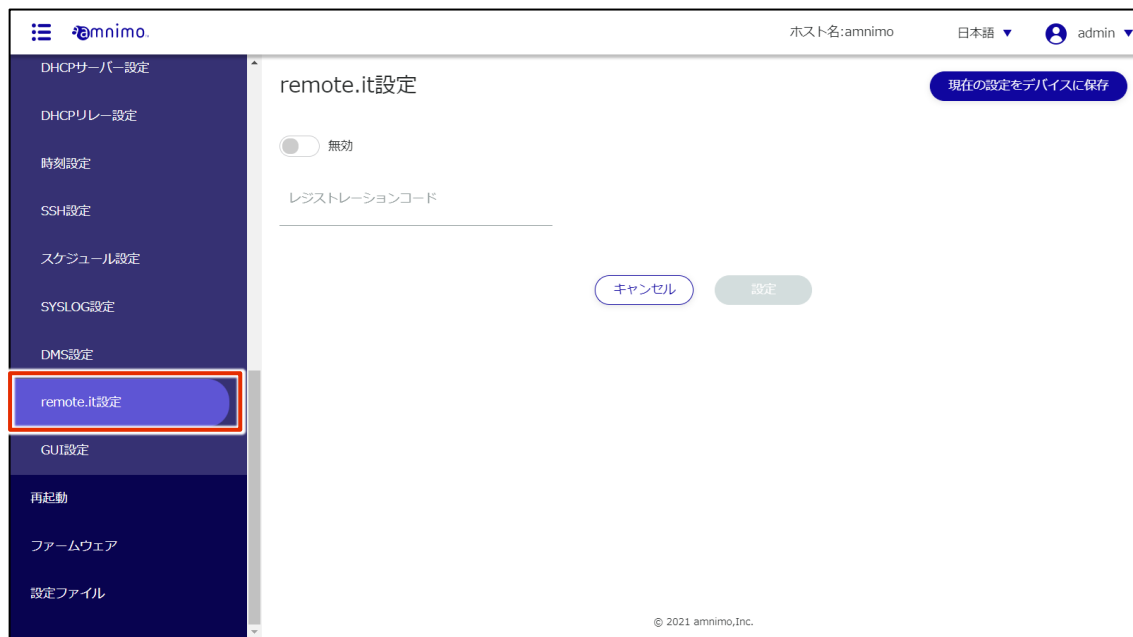 amnimo.
ホスト名:amnimo
日本語 ▼
admin ▼
DHCPサーバー設定
DHCPリレー設定
時刻設定
SSH設定
スケジュール設定
SYSLOG設定
DMS設定
remote.it設定
GUI設定
再起動
ファームウェア
設定ファイル
remote.it設定
現在の設定をデバイスに保存
無効
レジストレーションコード
キャンセル
設定
© 2021 amnimo,Inc.